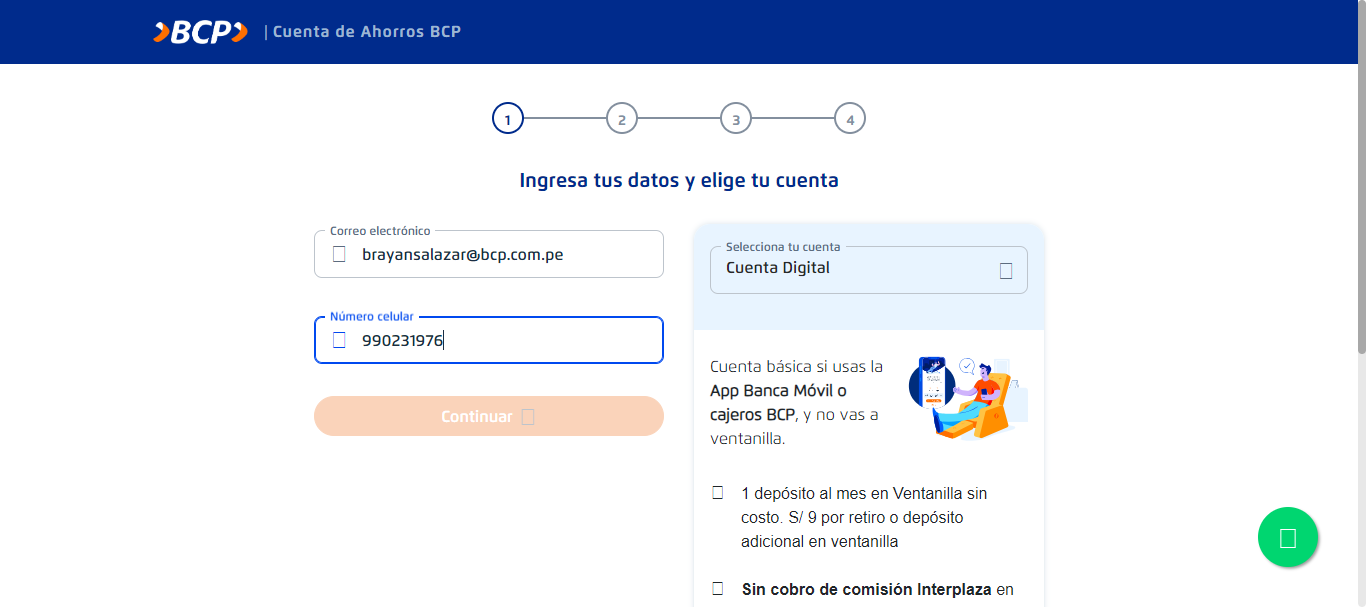 BCP | Cuenta de Ahorros BCP
1 2 3 4
Ingresa tus datos y elige tu cuenta
Correo electrónico
brayansalazar@bcp.com.pe
Número celular
990231976
Continuar
Selecciona tu cuenta
Cuenta Digital
Cuenta básica si usas la
App Banca Móvil o
cajeros BCP, y no vas a
ventanilla.
1 depósito al mes en Ventanilla sin
costo. S/ 9 por retiro o depósito
adicional en ventanilla
Sin cobro de comisión Interplaza en